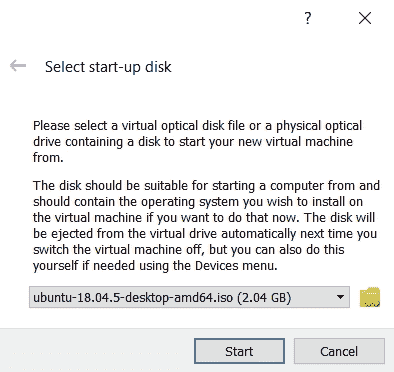 ?
Select start-up disk
Please select a virtual optical disk file or a physical optical
drive containing a disk to start your new virtual machine
from.
The disk should be suitable for starting a computer from and
should contain the operating system you wish to install on
the virtual machine if you want to do that now. The disk will
be ejected from the virtual drive automatically next time you
switch the virtual machine off, but you can also do this
yourself if needed using the Devices menu.
ubuntu-18.04.5-desktop-amd64.iso (2.04 GB)
Start
Cancel